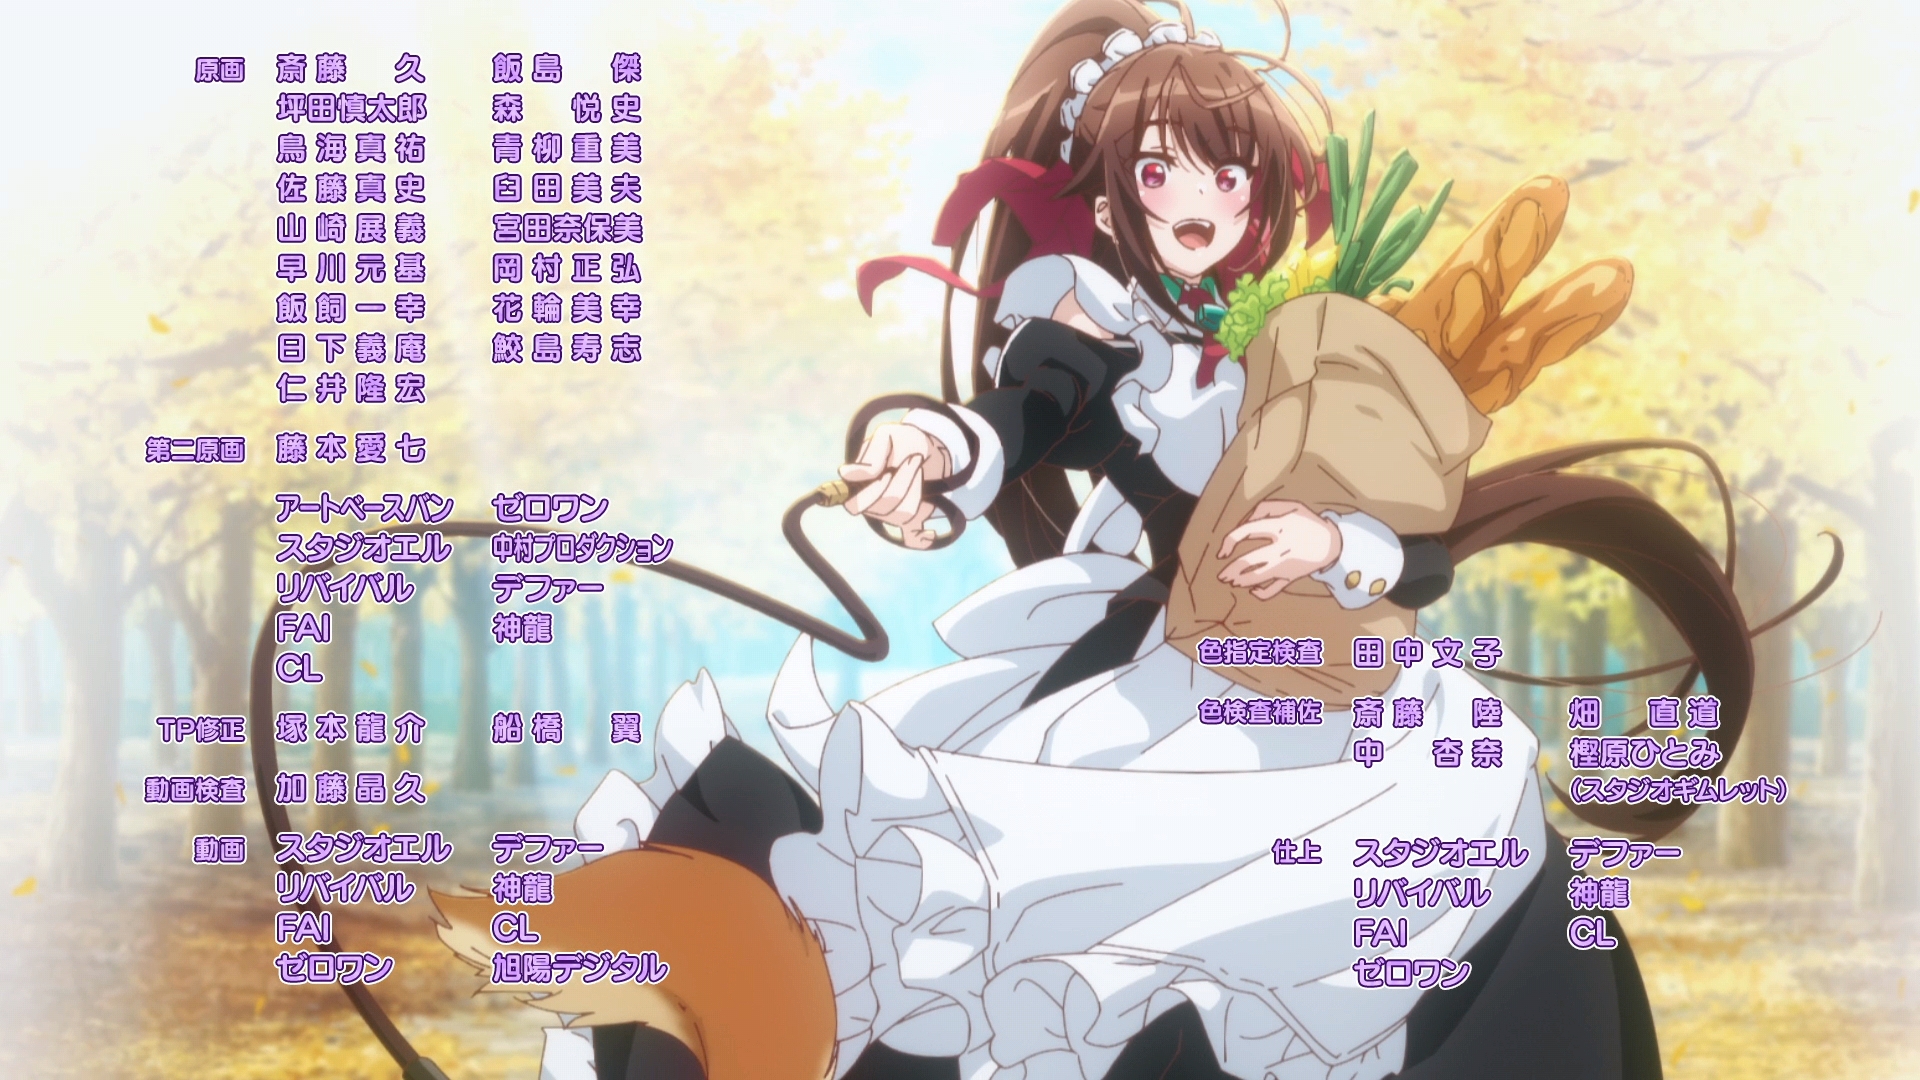 原画 斎藤 久 飯島 傑
坪田慎太郎 森 悦史
鳥海真祐 青柳重美
佐藤真史 臼田美夫
山崎展義 宮田奈保美
早川元基 岡村正弘
飯飼一幸 花輪美幸
日下義庵 鮫島寿志
仁井隆宏
第二原画 藤本愛七
アートベースバン ゼロワン
スタジオエル 中村プロダクション
リバイバル デファー
FAI 神龍
CL
TP修正 塚本龍介 船橋 翼
動画検査 加藤晶久
動画 スタジオエル デファー
リバイバル 神龍
FAI CL
ゼロワン 旭陽デジタル
色指定検査 田中文子
色検査補佐 斎藤 陸 畑 直道
中 杏奈 樫原ひとみ
(スタジオギムレット)
仕上 スタジオエル デファー
リバイバル 神龍
FAI CL
ゼロワン